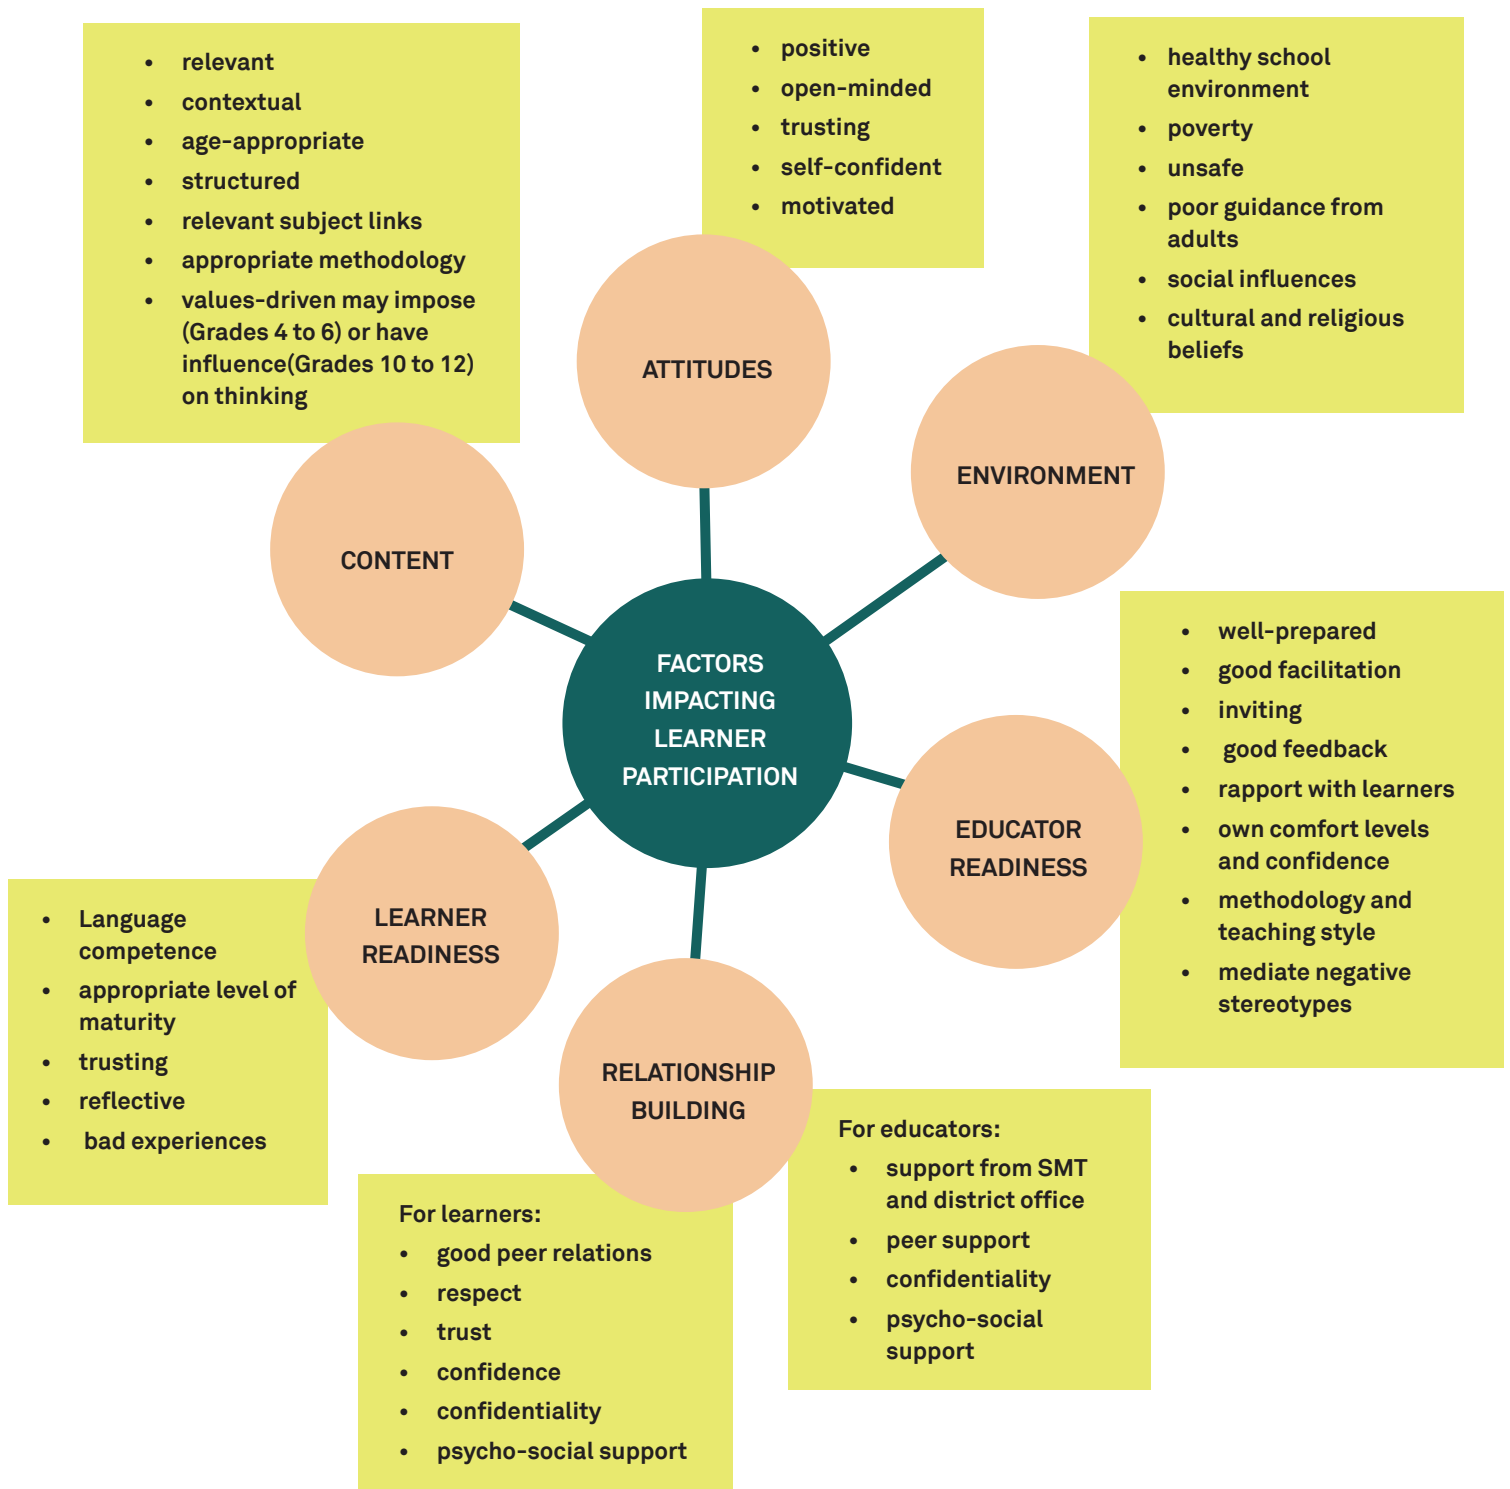 • relevant
• contextual
• age-appropriate
• structured
• relevant subject links
• appropriate methodology
• values-driven may impose
(Grades 4 to 6) or have
influence(Grades 10 to 12)
on thinking
CONTENT
• positive
• open-minded
• trusting
• self-confident
• motivated
ATTITUDES
• healthy school
environment
• poverty
• unsafe
• poor guidance from
adults
• social influences
• cultural and religious
beliefs
ENVIRONMENT
FACTORS
IMPACTING
LEARNER
PARTICIPATION
• well-prepared
• good facilitation
• inviting
• good feedback
• rapport with learners
• own comfort levels
and confidence
• methodology and
teaching style
• mediate negative
stereotypes
EDUCATOR
READINESS
LEARNER
READINESS
• Language
competence
• appropriate level of
maturity
• trusting
• reflective
• bad experiences
RELATIONSHIP
BUILDING
For learners:
• good peer relations
• respect
• trust
• confidence
• confidentiality
• psycho-social support
For educators:
• support from SMT
and district office
• peer support
• confidentiality
• psycho-social
support